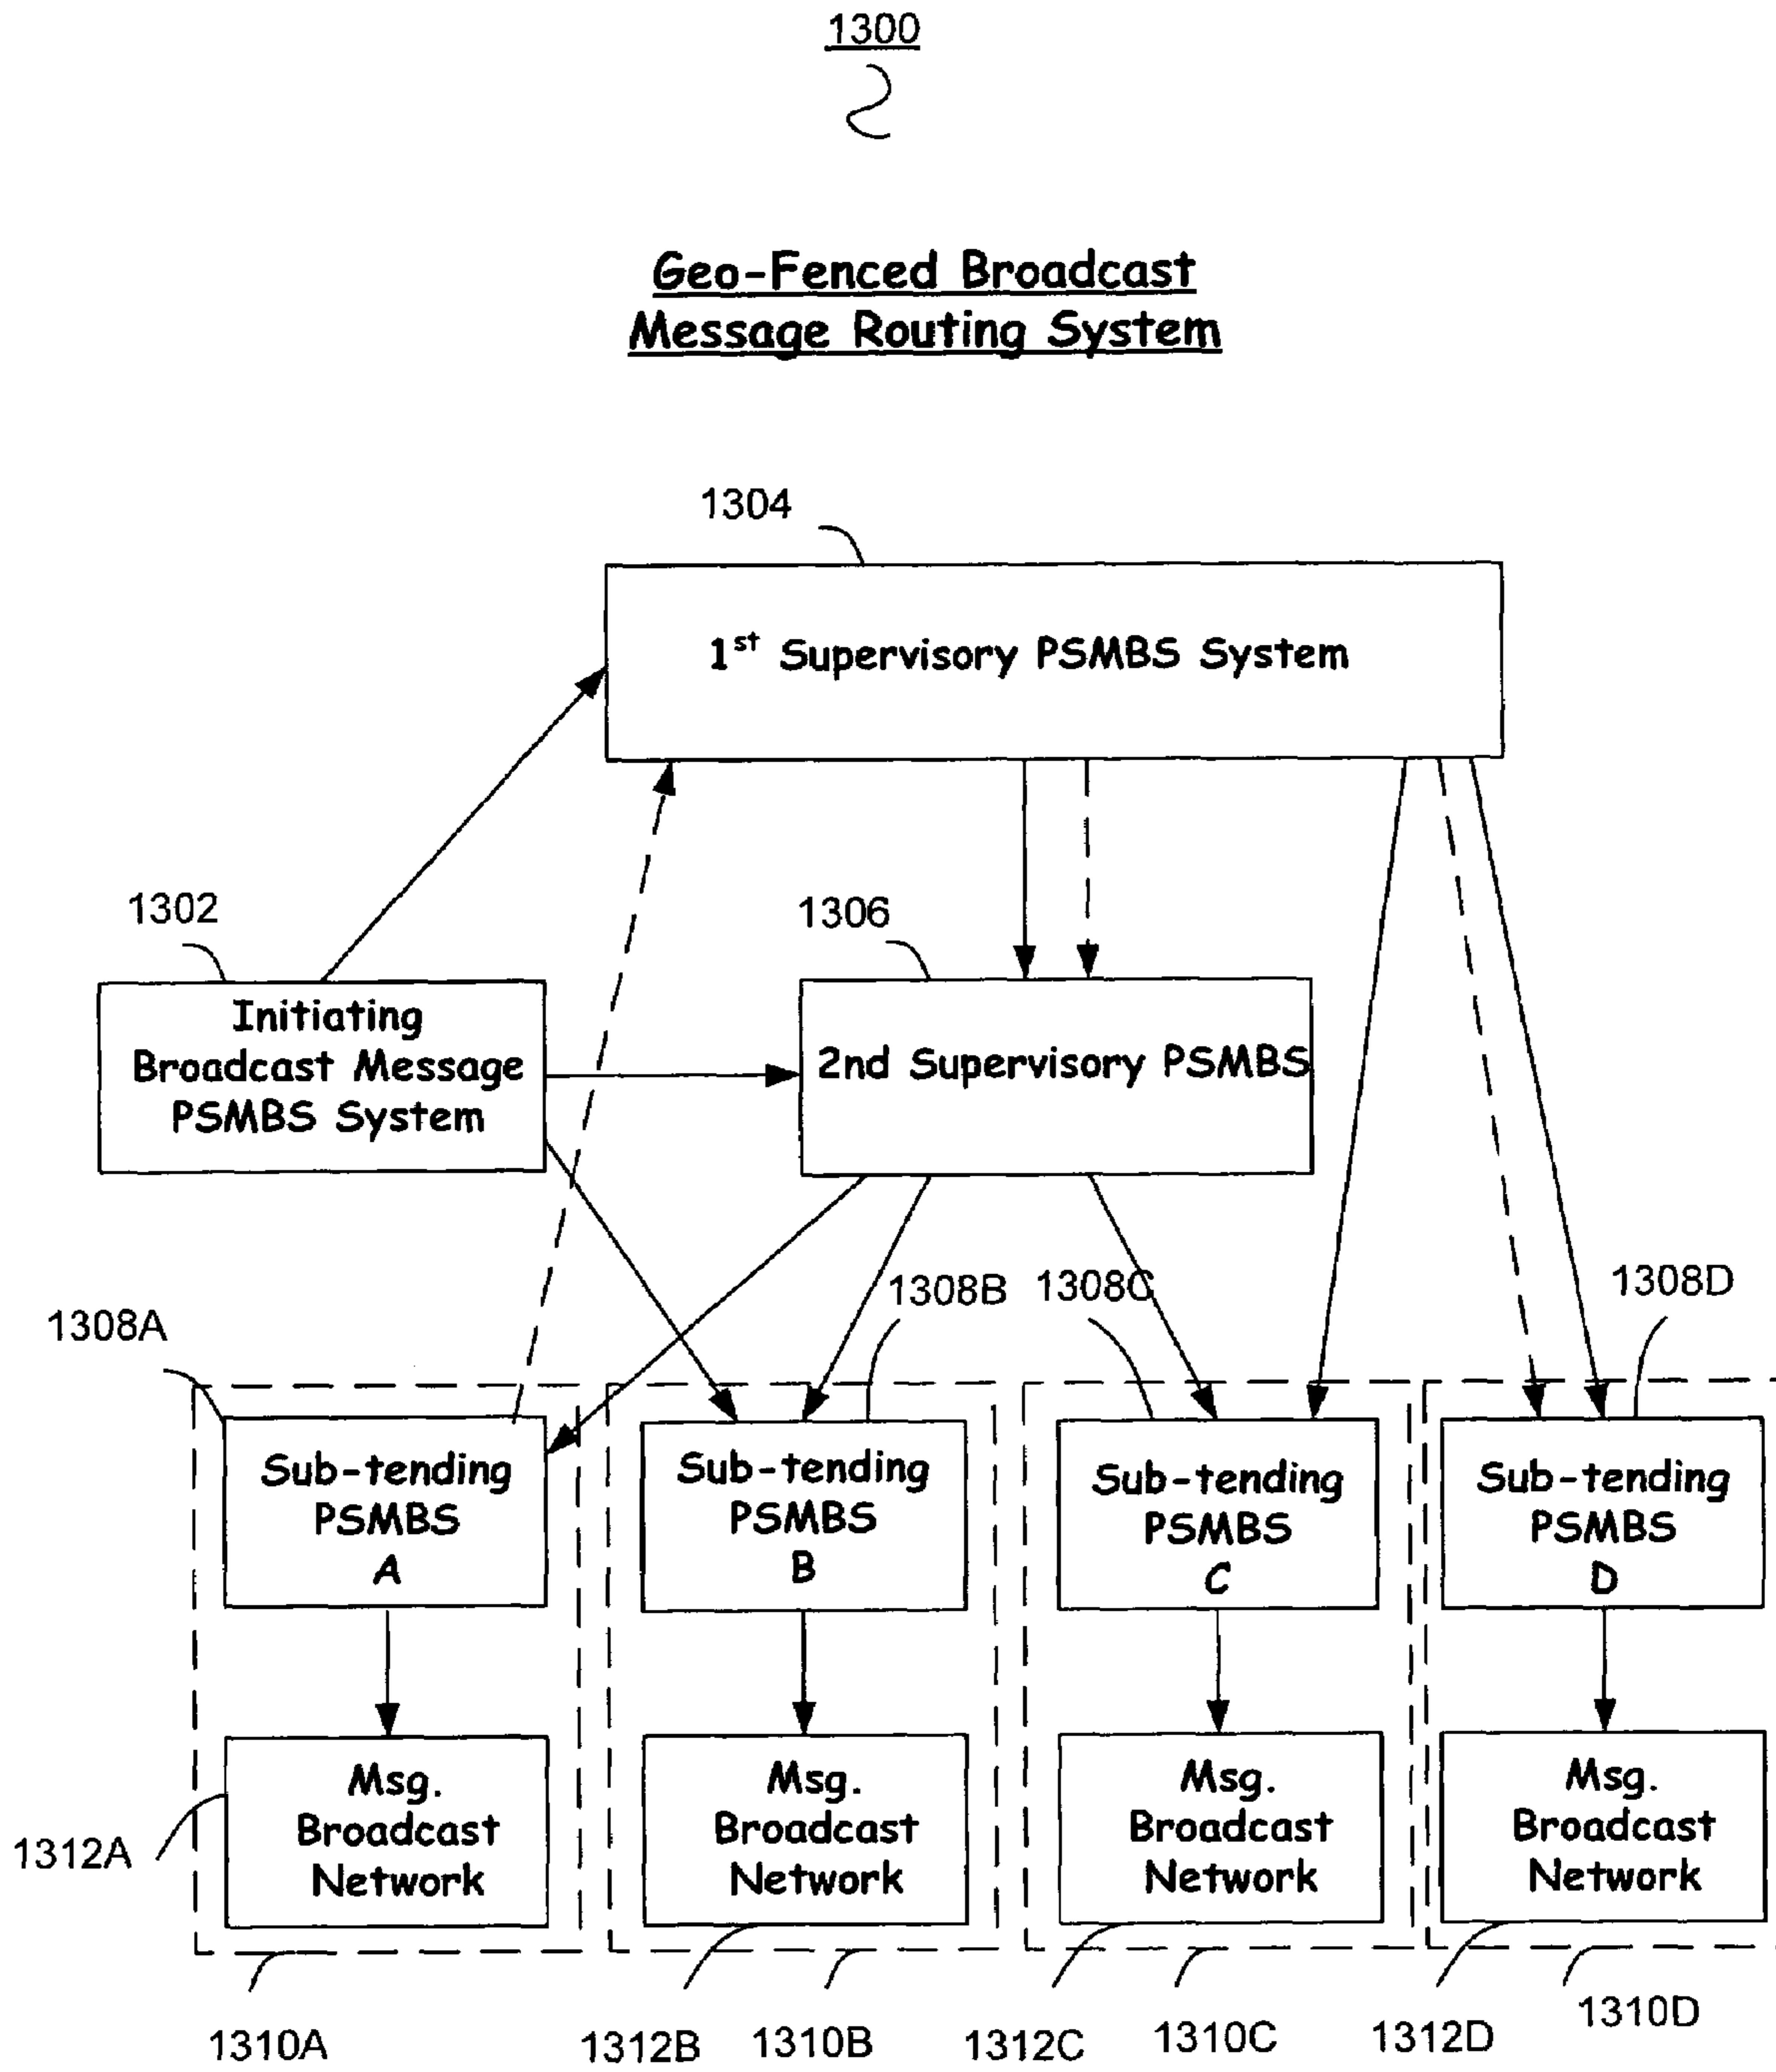 1300
Geo-Fenced Broadcast
Message Routing System
1304
1st Supervisory PSMBS System
1302
1306
Initiating
Broadcast Message
PSMBS System
2nd Supervisory PSMBS
1308A
1308B
1308C
1308D
Sub-tending
PSMBS
A
Sub-tending
PSMBS
B
Sub-tending
PSMBS
C
Sub-tending
PSMBS
D
Msg.
Broadcast
Network
Msg.
Broadcast
Network
Msg.
Broadcast
Network
Msg.
Broadcast
Network
1312A
1310A
1312B
1310B
1312C
1310C
1312D
1310D